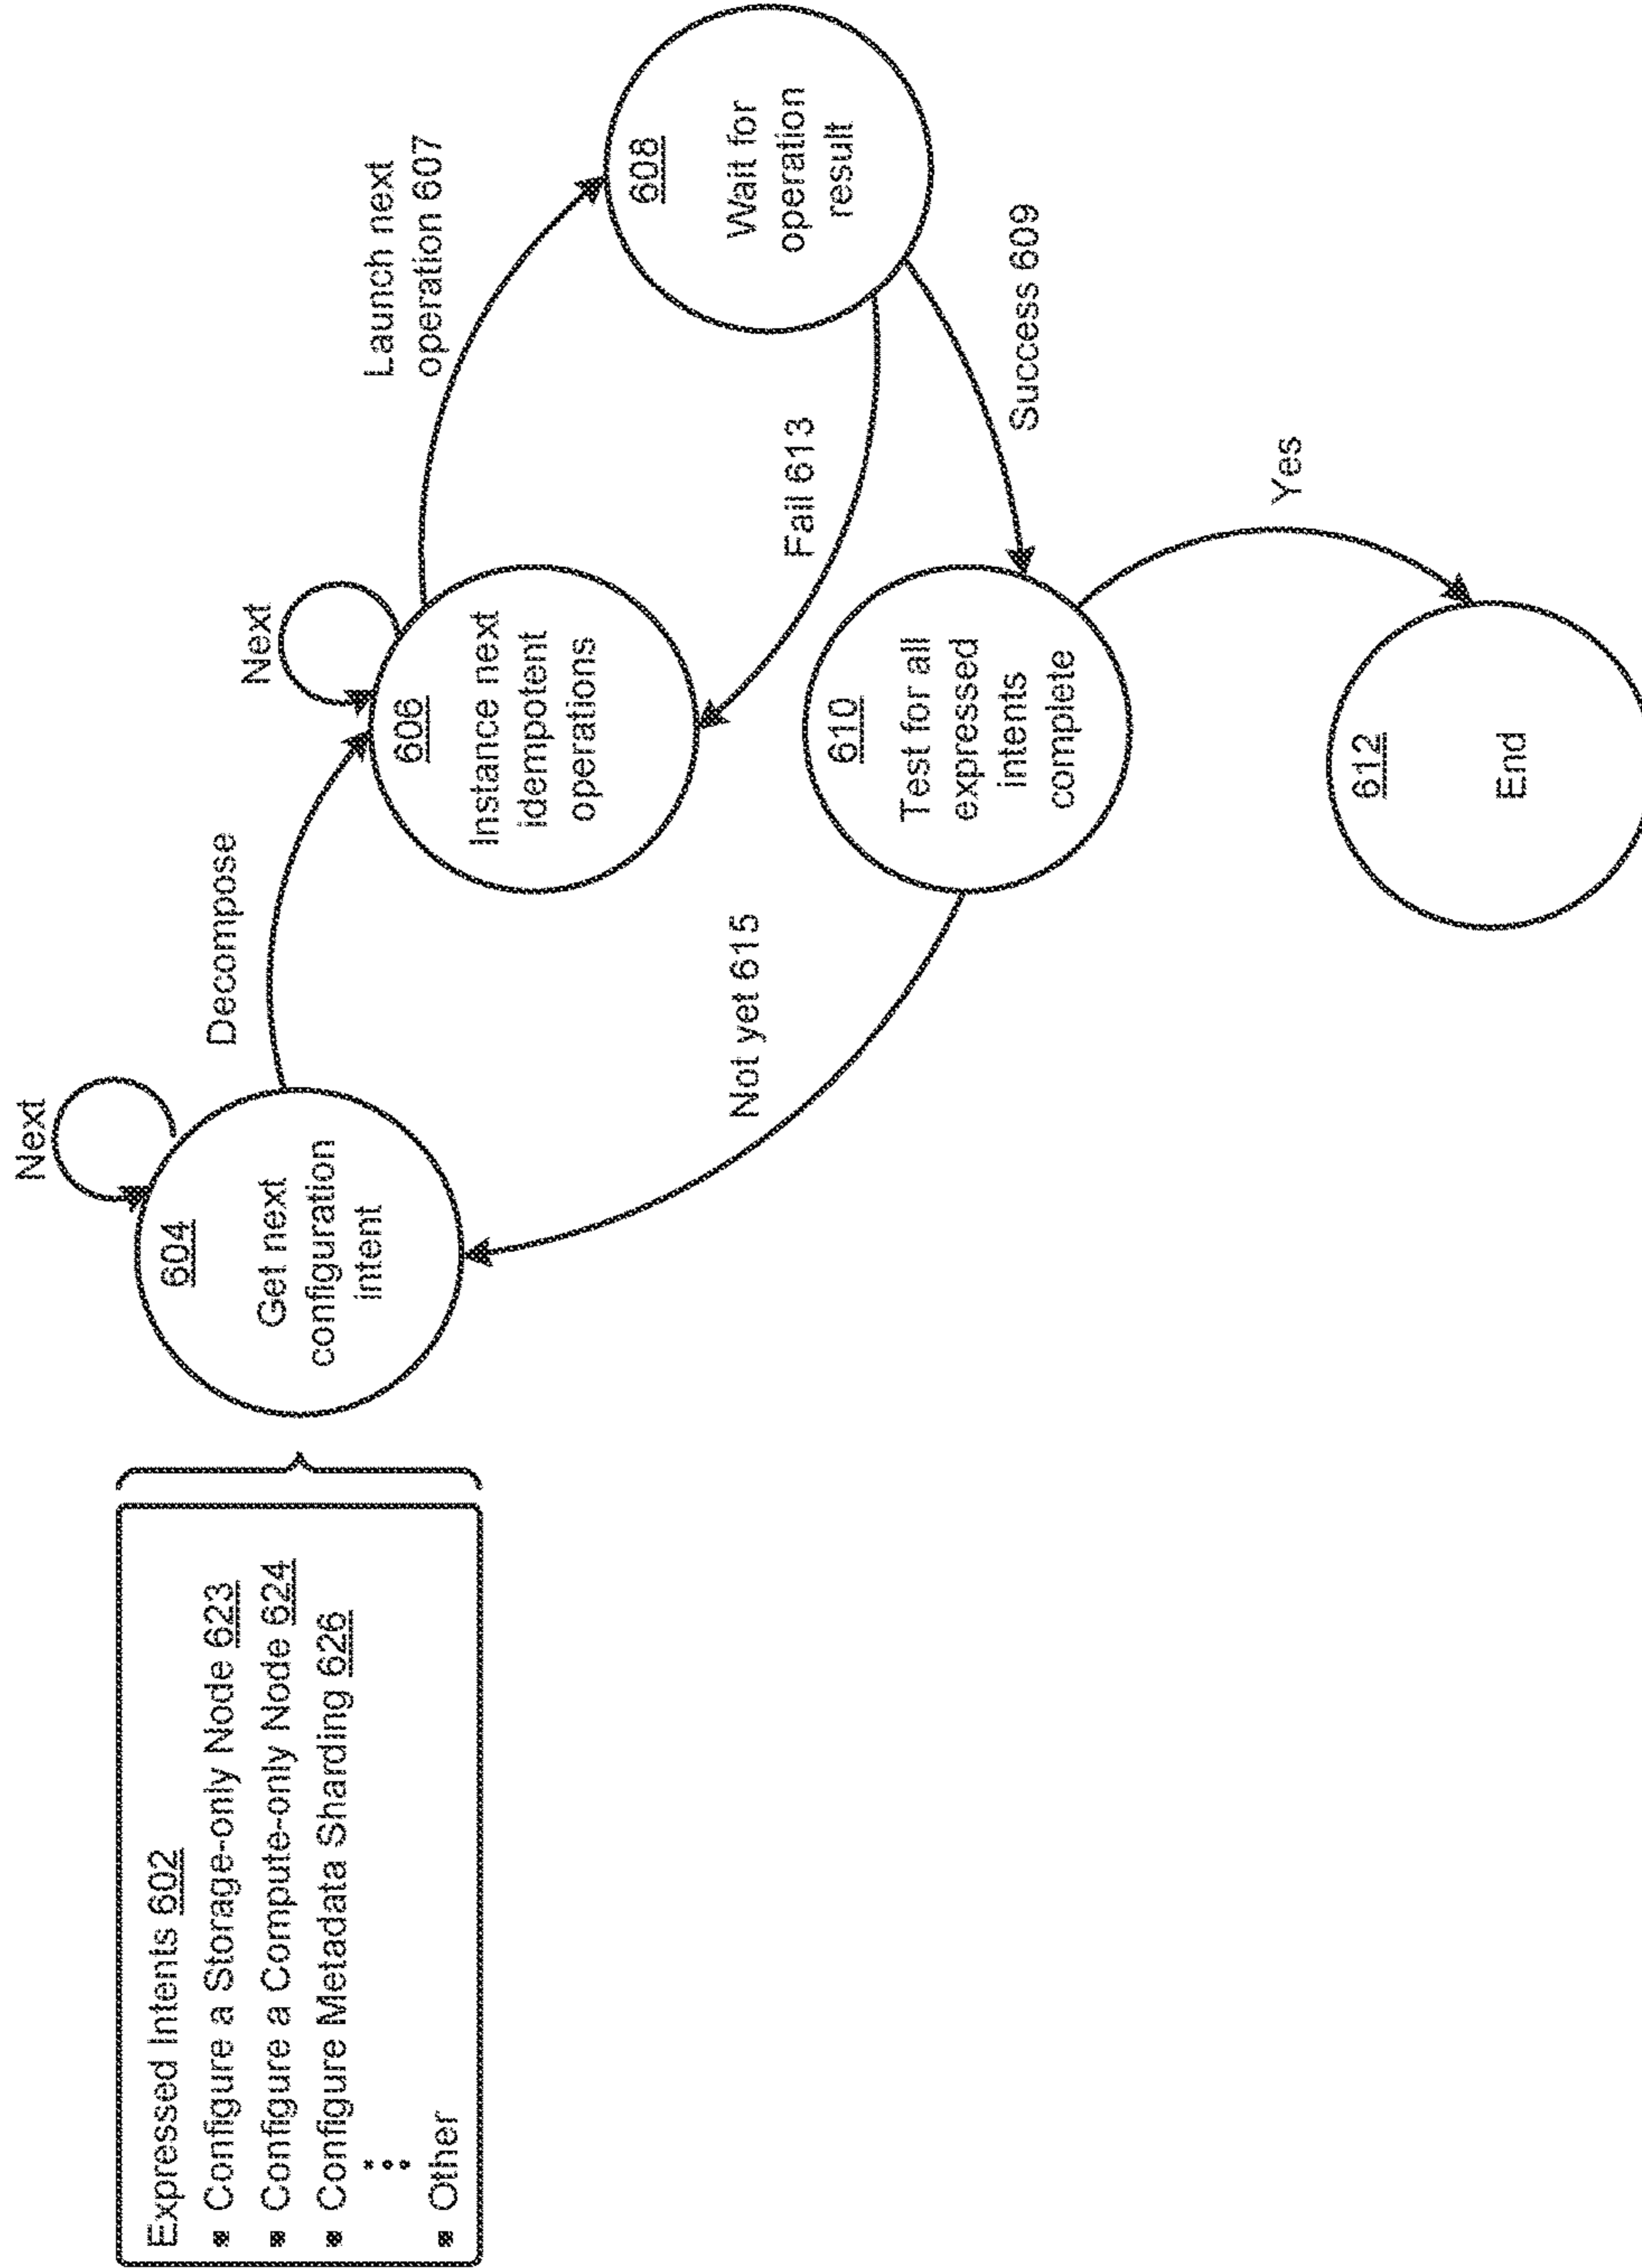 Expressed Intents 602
▪ Configure a Storage-only Node 623
▪ Configure a Compute-only Node 624
▪ Configure Metadata Sharding 626
⋮
▪ Other
Next
604
Get next
configuration
intent
Decompose
Next
606
Instance next
idempotent
operations
Launch next
operation 607
608
Wait for
operation
result
Fail 613
Success 609
610
Test for all
expressed
intents
complete
Not yet 615
Yes
612
End